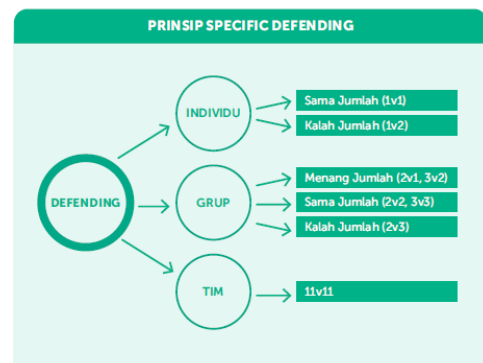 PRINSIP SPECIFIC DEFENDING
DEFENDING
INDIVIDU
Sama Jumlah (1v1)
Kalah Jumlah (1v2)
GRUP
Menang Jumlah (2v1, 3v2)
Sama Jumlah (2v2, 3v3)
Kalah Jumlah (2v3)
TIM
11v11